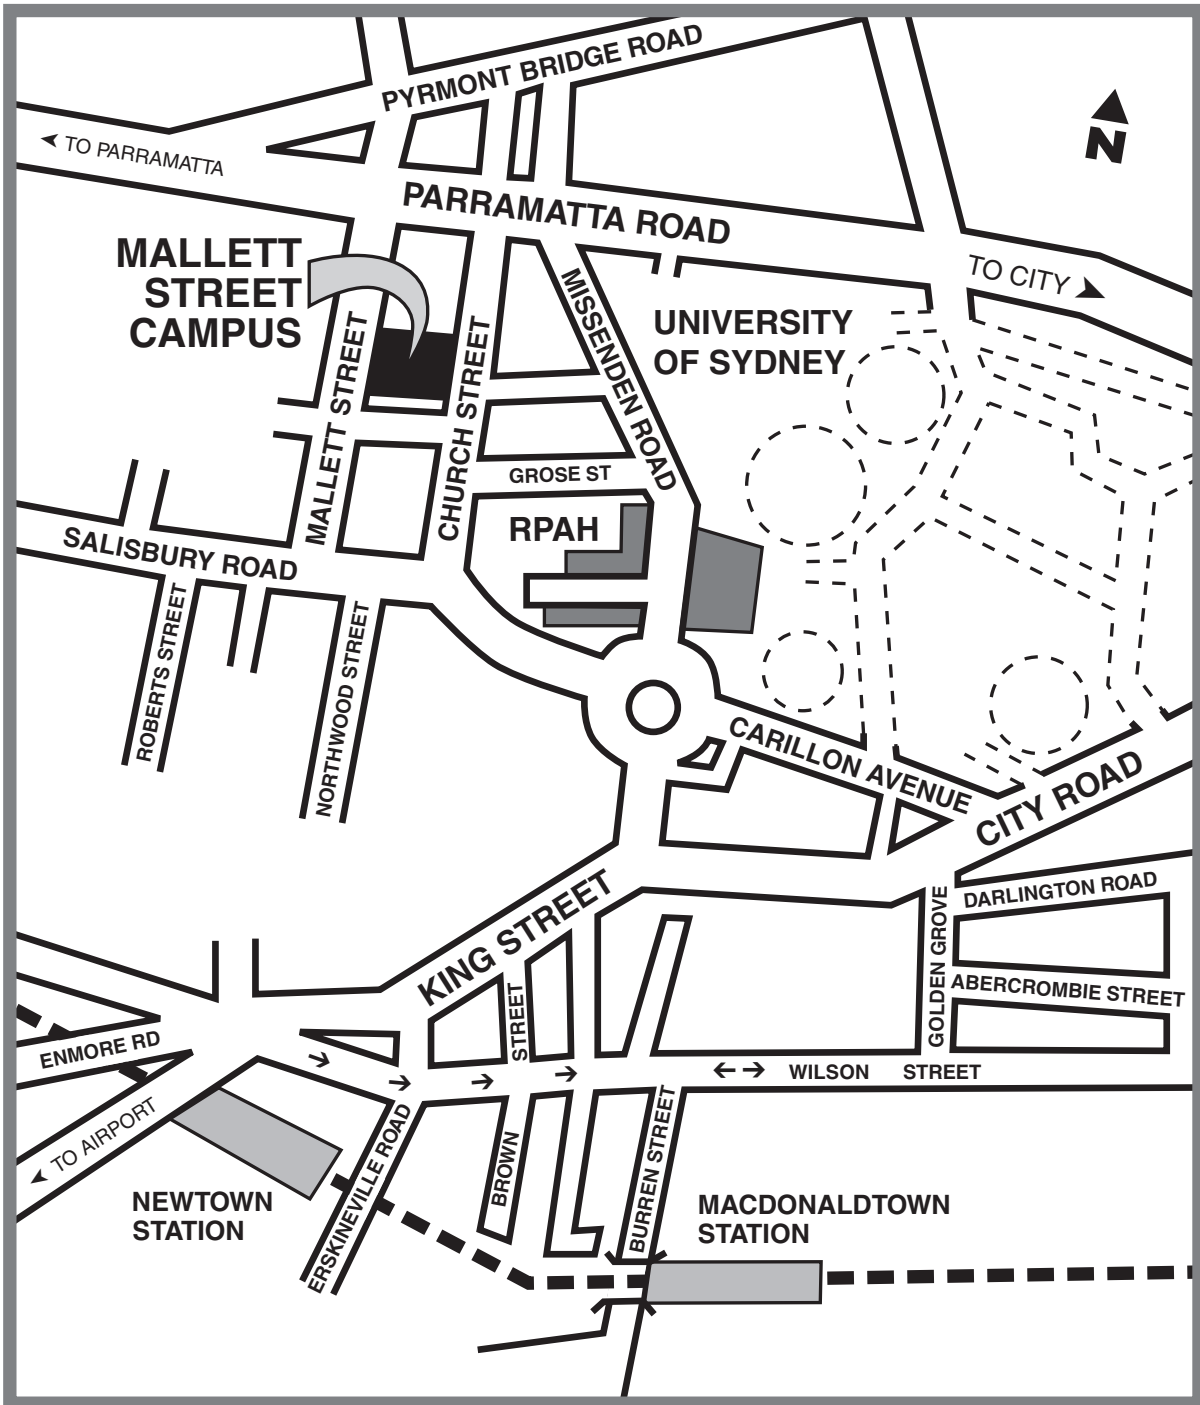 PYRMONT BRIDGE ROAD
TO PARRAMATTA
N
PARRAMATTA ROAD
TO CITY
MALLETT
STREET
CAMPUS
MISSENDEN ROAD
UNIVERSITY
OF SYDNEY
MALLETT STREET
CHURCH STREET
GROSE ST
RPAH
SALISBURY ROAD
ROBERTS STREET
NORTHWOOD STREET
CARILLON AVENUE
CITY ROAD
KING STREET
DARLINGTON ROAD
GOLDEN GROVE
ABERCROMBIE STREET
STREET
ENMORE RD
WILSON STREET
TO AIRPORT
ERSKINEVILLE ROAD
BROWN
BURREN STREET
NEWTOWN
STATION
MACDONALDTOWN
STATION